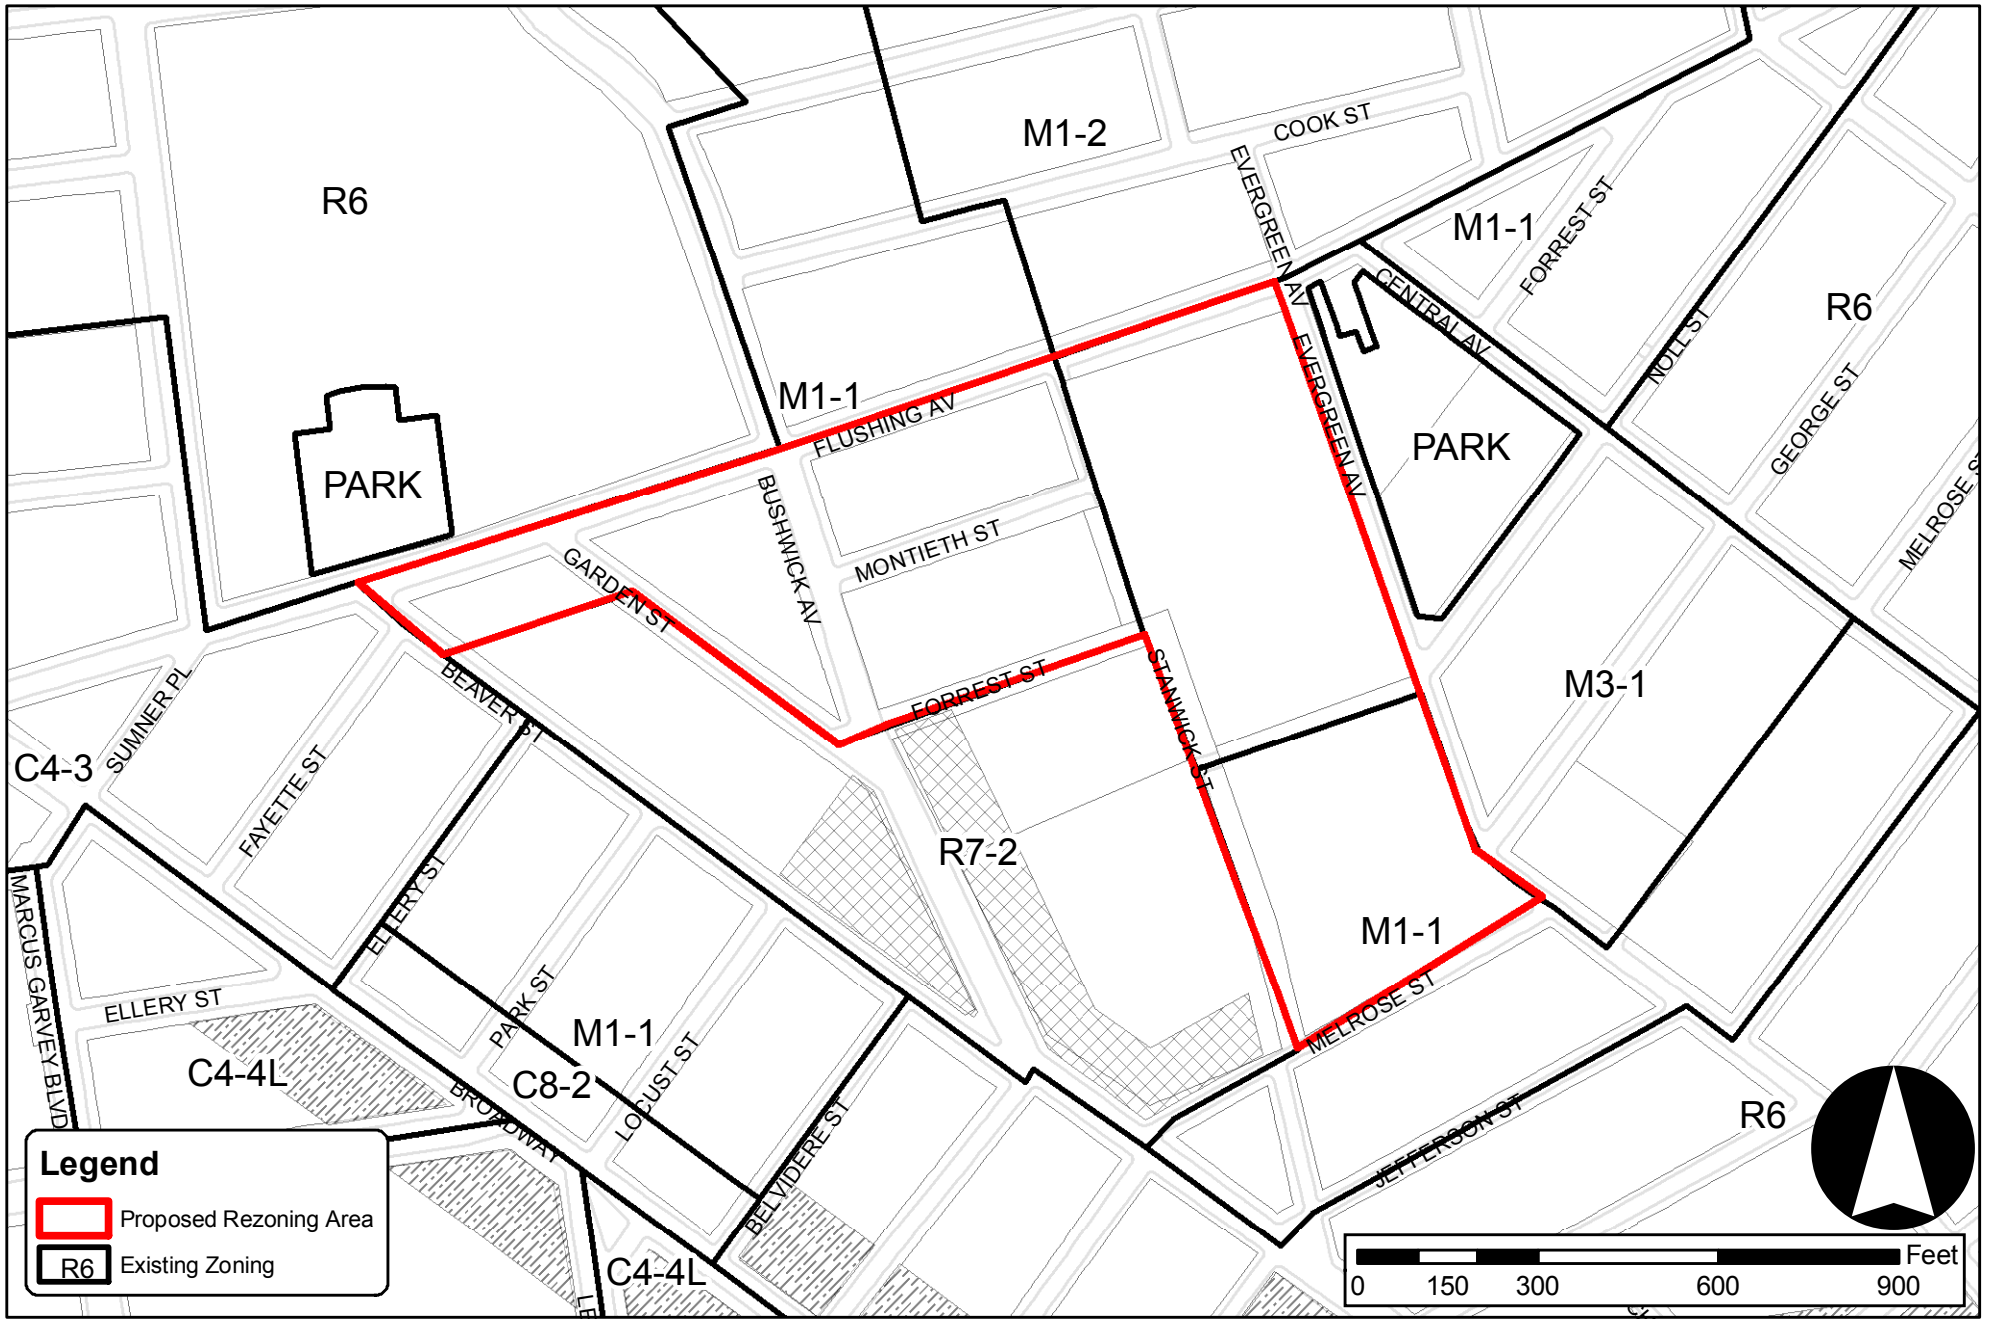 M1-2
COOK ST
R6
EVERGREEN AV
M1-1
FORREST ST
CENTRAL AV
R6
NOLL ST
EVERGREEN AV
M1-1
FLUSHING AV
GEORGE ST
PARK
PARK
BUSHWICK AV
MONTIETH ST
MELROSE S
GARDEN ST
BEAVER ST
FORREST ST
STANWICK ST
M3-1
SUMNER PL
C4-3
FAYETTE ST
R7-2
ELLERY ST
MARCUS GARVEY BLVD
M1-1
ELLERY ST
PARK ST
M1-1
LOCUST ST
MELROSE ST
C4-4L
C8-2
BROADWAY
BELVIDERE ST
JEFFERSON ST
R6
C4-4L
LE
Legend
Proposed Rezoning Area
R6 Existing Zoning
Feet
0 150 300 600 900